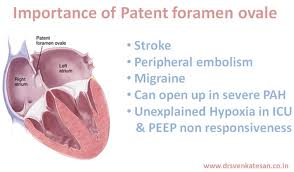 Importance of Patent foramen ovale
Patent
foramen ovale
Right
atrium
Left
atrium
• Stroke
• Peripheral embolism
• Migraine
• Can open up in severe PAH
• Unexplained Hypoxia in ICU
& PEEP non responsiveness
www.drsvenkatesan.co.in